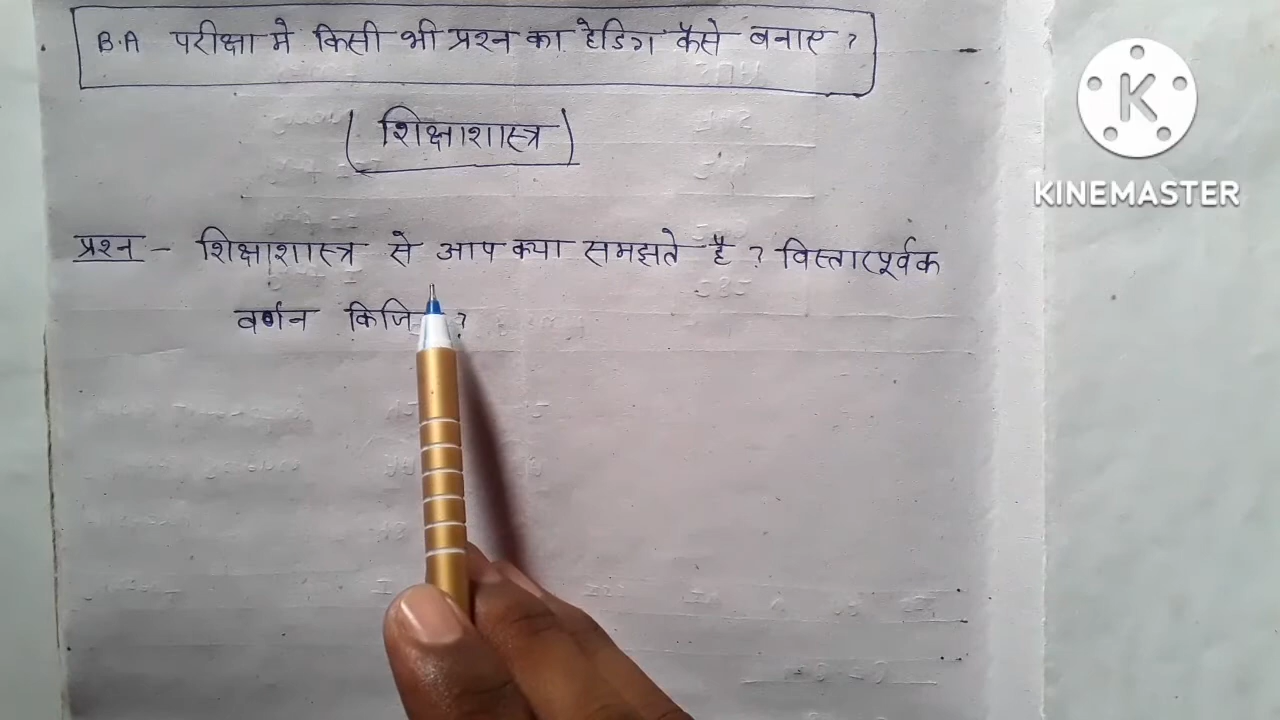 B.A परीक्षा मे किसी भी प्रश्न का हेडिंग कैसे बनाए ?
(शिक्षाशास्त्र)
प्रश्न - शिक्षाशास्त्र से आप क्या समझते है ? विस्तारपूर्वक
वर्णन ?
K
KINEMASTER